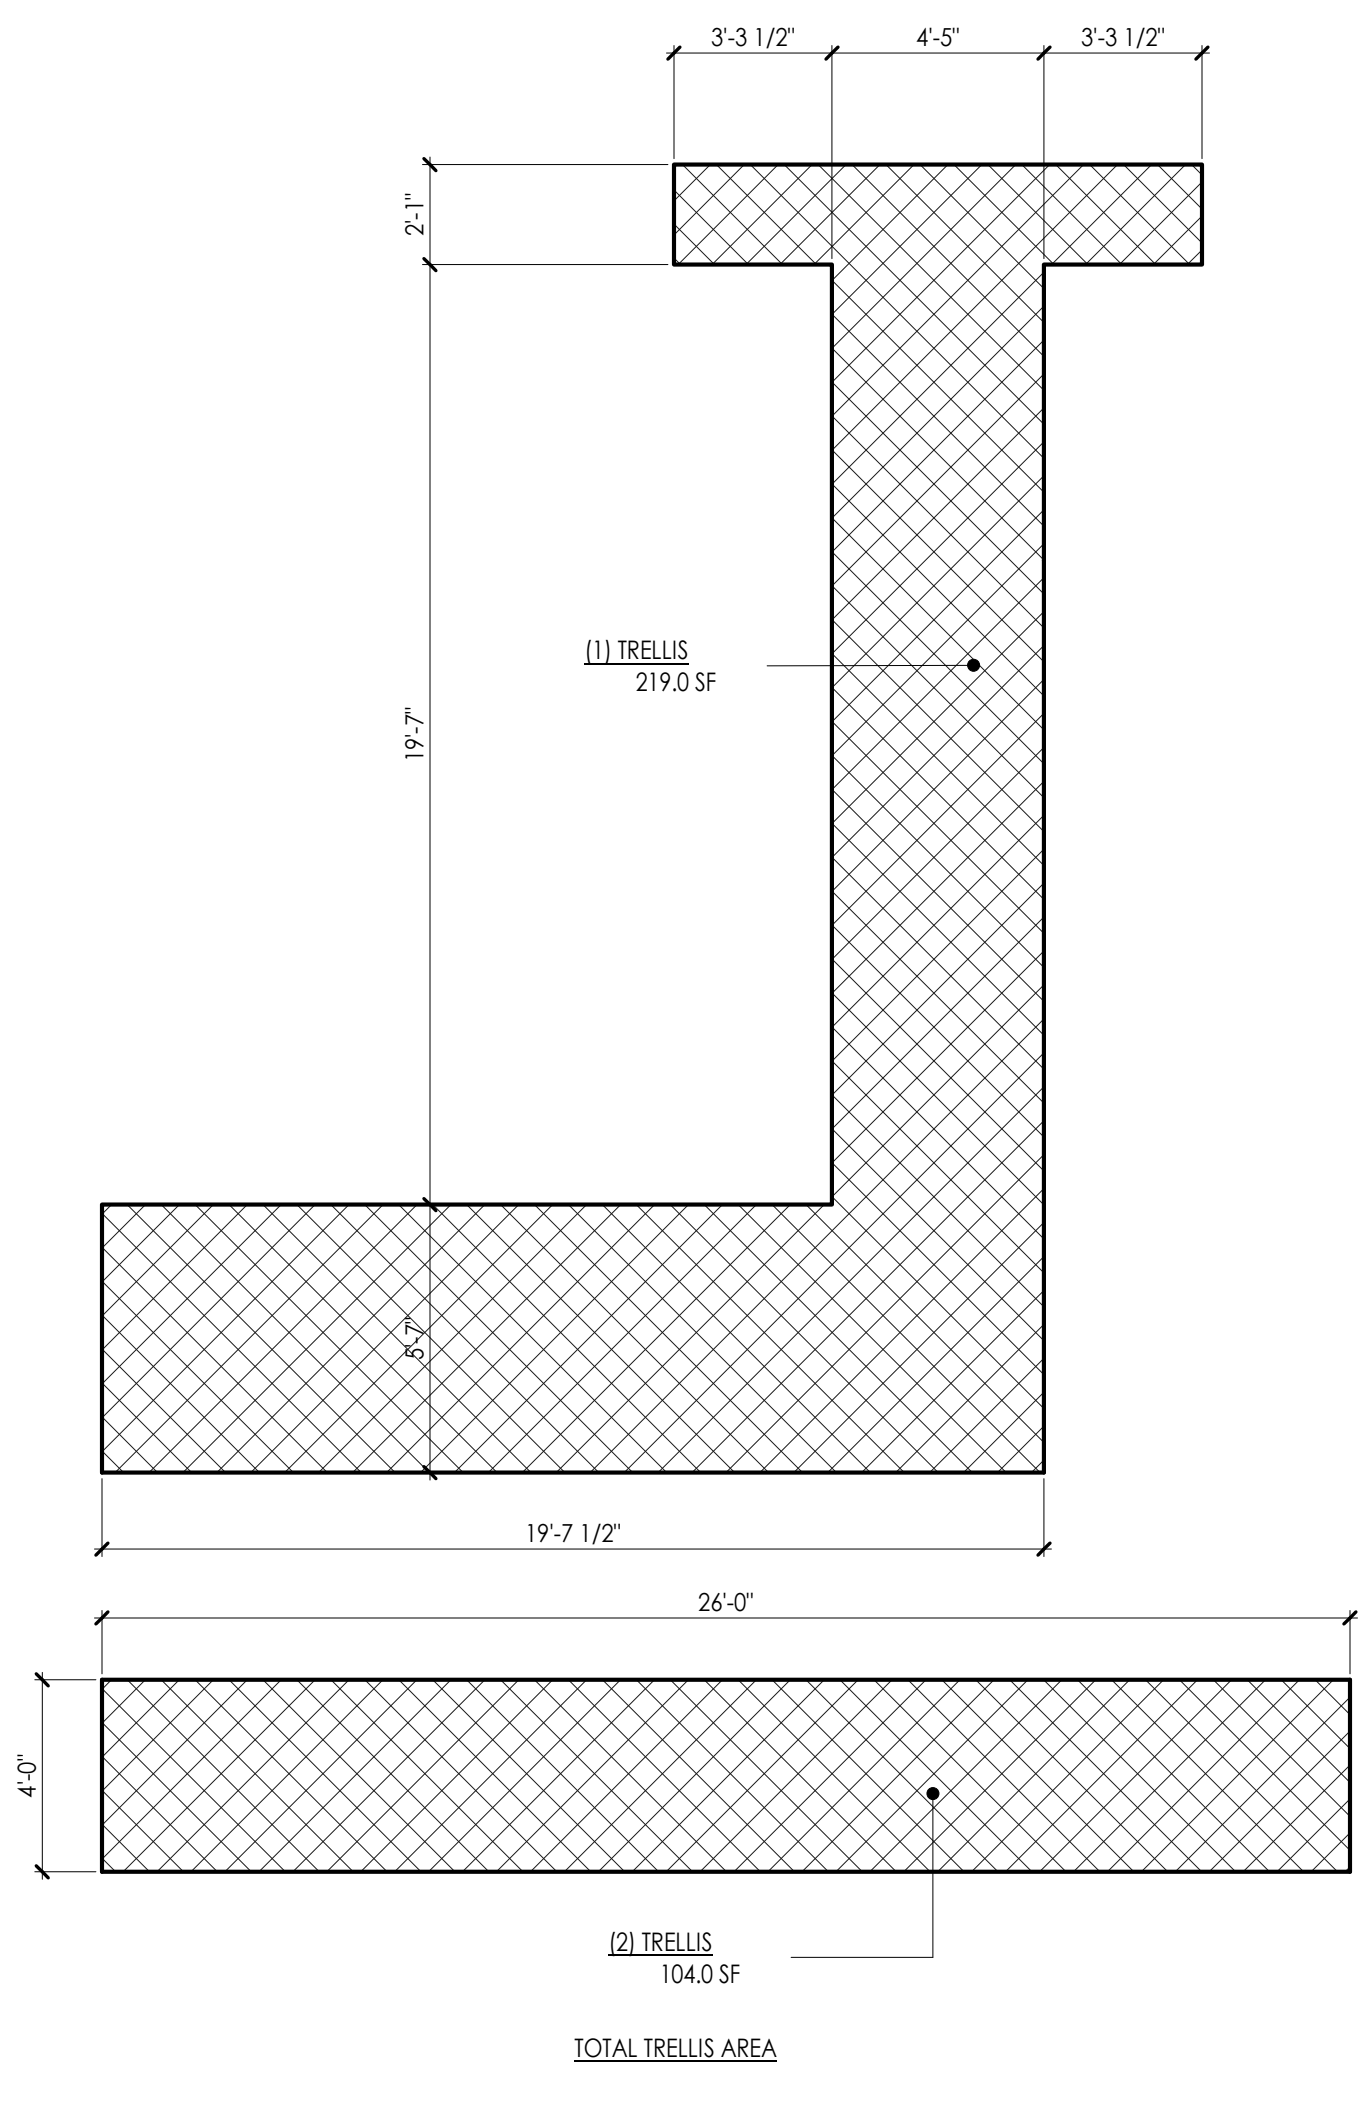 3'-3 1/2" 4'-5" 3'-3 1/2"
2'-1"
(1) TRELLIS
219.0 SF
19'-7"
5'-7"
19'-7 1/2"
26'-0"
4'-0"
(2) TRELLIS
104.0 SF
TOTAL TRELLIS AREA